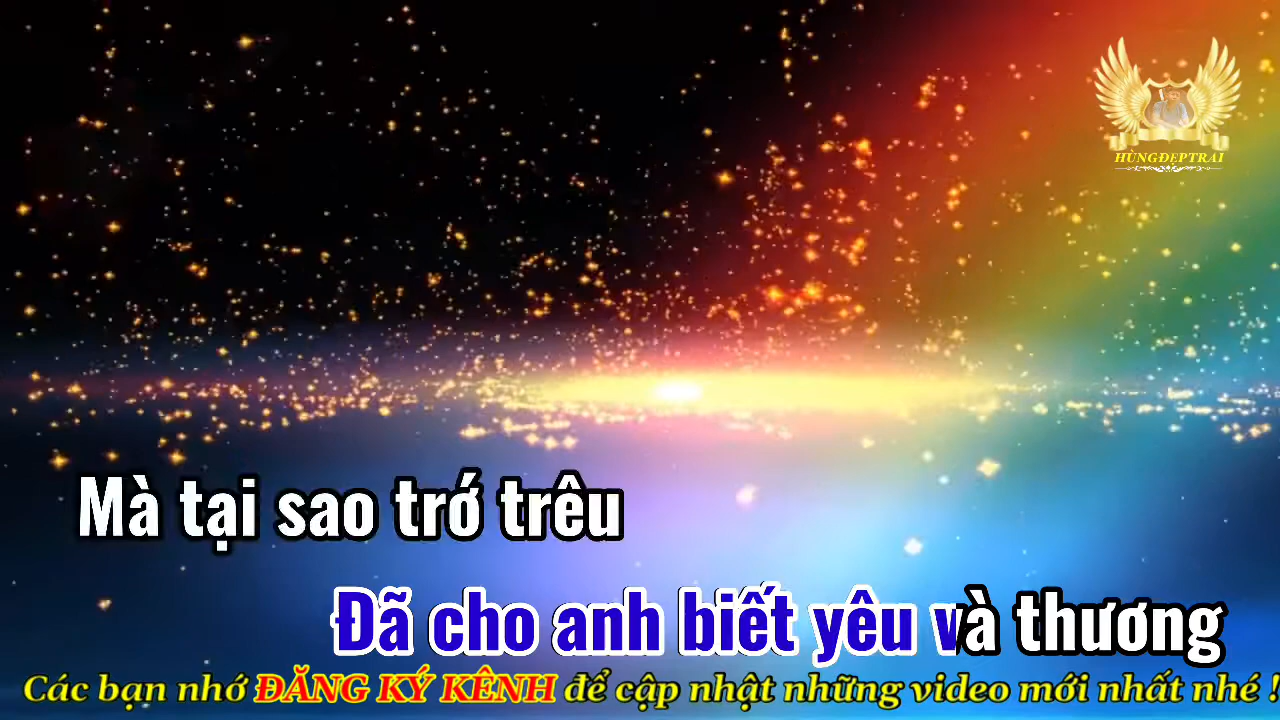 HÙNGĐẸPTRAI
Mà tại sao trớ trêu
Đã cho anh biết yêu và thương
Các bạn nhớ ĐĂNG KÝ KÊNH để cập nhật những video mới nhất nhé !